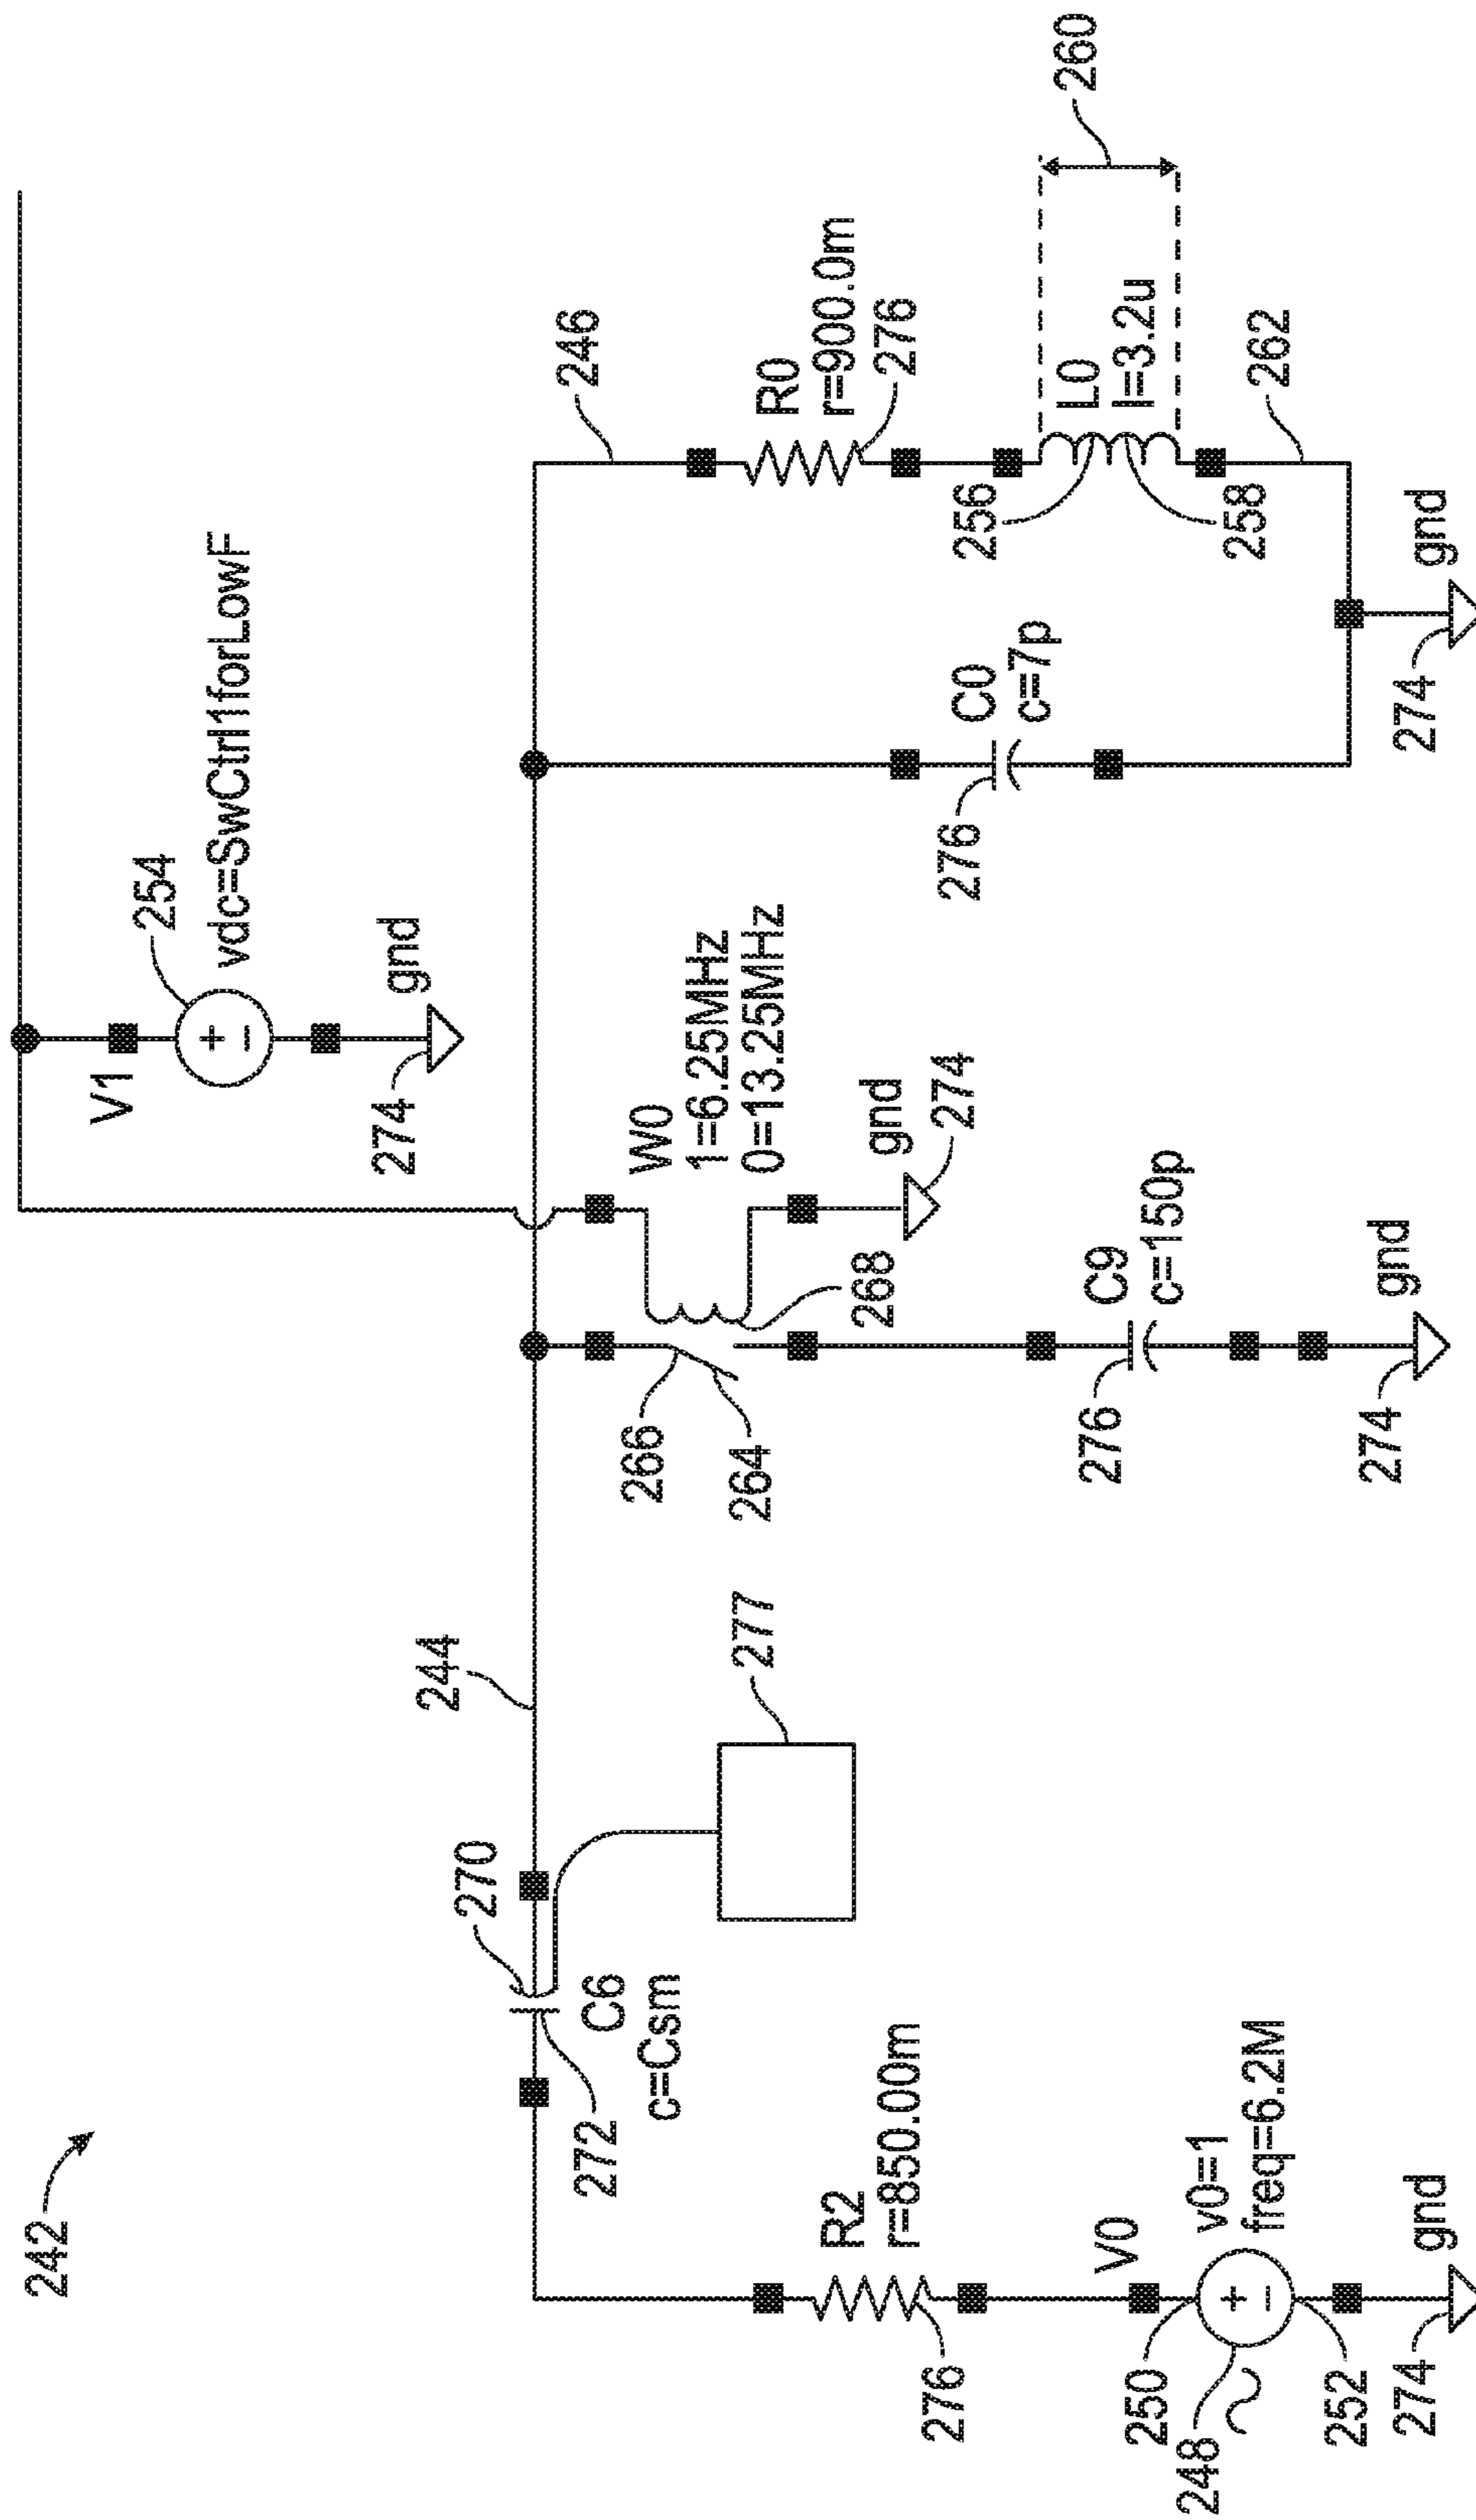 242
V1
254
vdc=SwCtrl1forLowF
274
gnd
244
246
270
272
C6
c=Csm
277
266
264
268
W0
1=6.25MHz
0=13.25MHz
gnd
274
C9
c=150p
276
274
gnd
C0
c=7p
276
R0
r=900.0m
276
256
258
L0
l=3.2u
260
262
274
gnd
R2
r=850.00m
276
V0
v0=1
freq=6.2M
250
248
252
274
gnd
+
−
+
−